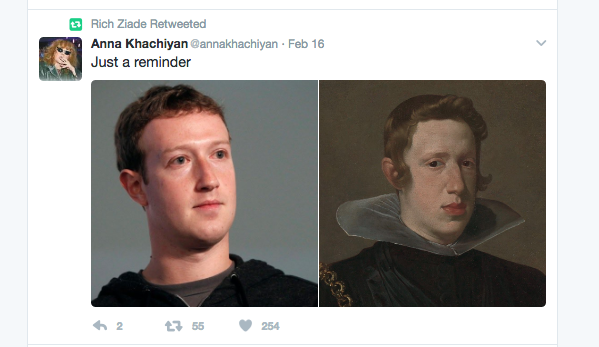 Rich Ziade Retweeted
Anna Khachiyan @annakhachiyan · Feb 16
Just a reminder
2 55 254